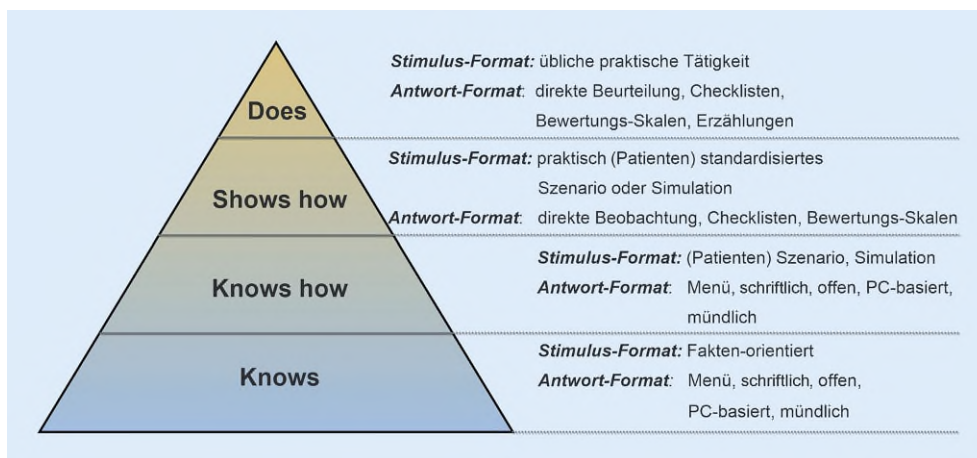 Stimulus-Format: übliche praktische Tätigkeit
Antwort-Format: direkte Beurteilung, Checklisten,
Bewertungs-Skalen, Erzählungen
Does
Stimulus-Format: praktisch (Patienten) standardisiertes
Szenario oder Simulation
Antwort-Format: direkte Beobachtung, Checklisten, Bewertungs-Skalen
Shows how
Stimulus-Format: (Patienten) Szenario, Simulation
Antwort-Format: Menü, schriftlich, offen, PC-basiert,
mündlich
Knows how
Stimulus-Format: Fakten-orientiert
Antwort-Format: Menü, schriftlich, offen,
PC-basiert, mündlich
Knows